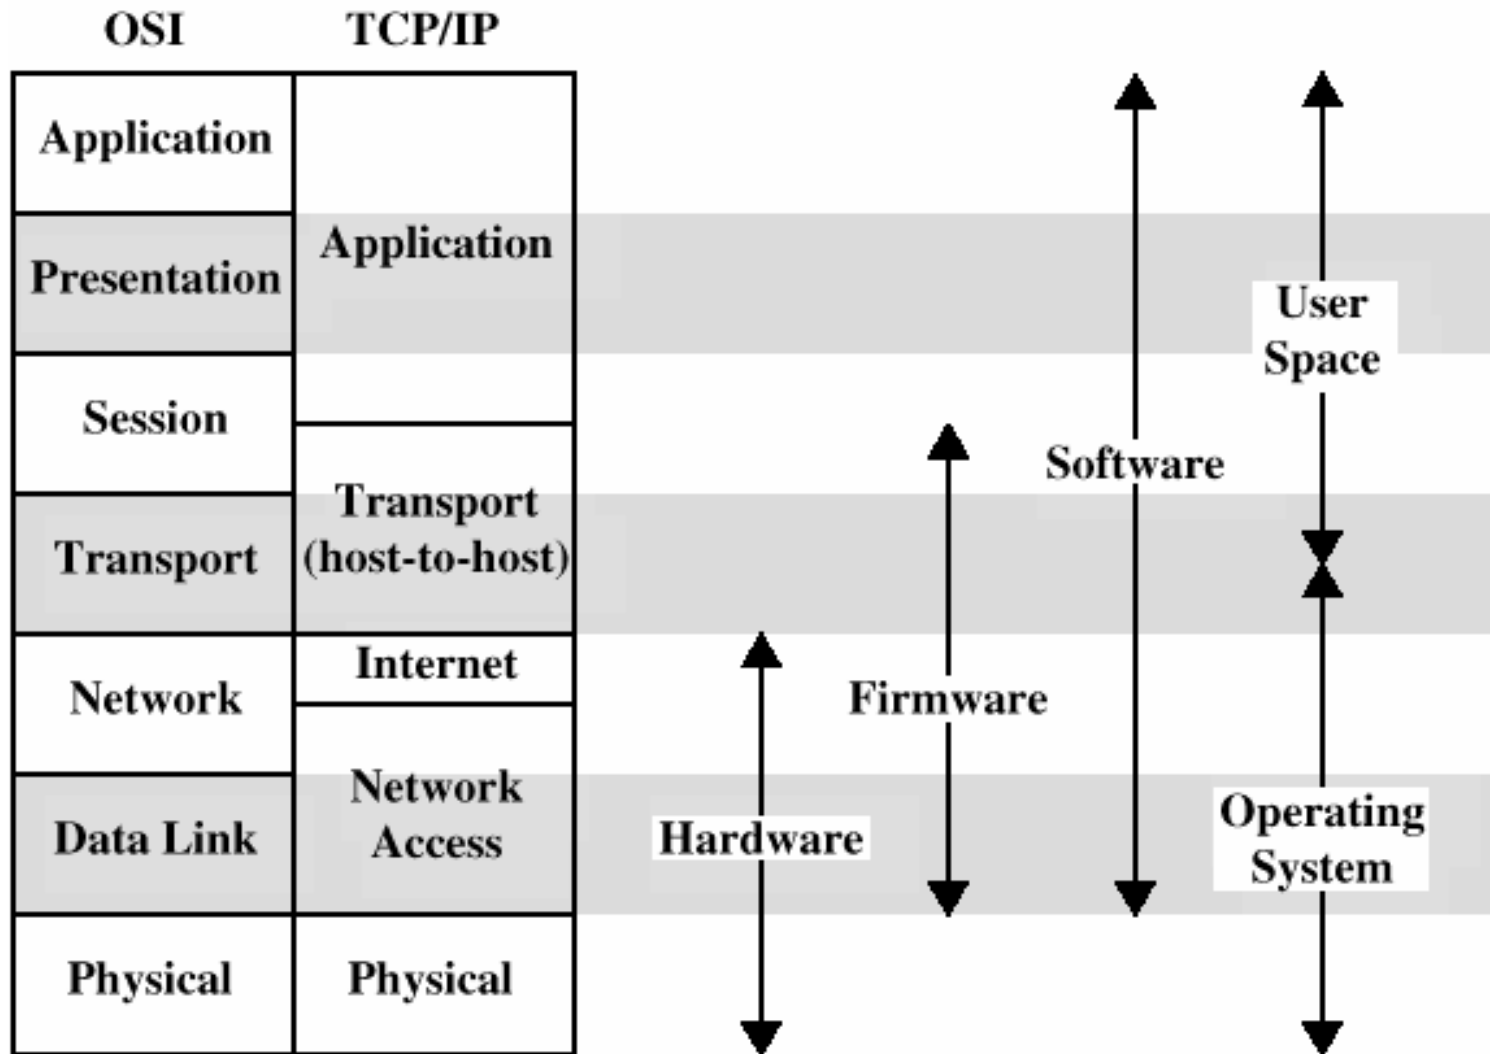 OSI
TCP/IP
Application
Presentation
Session
Transport
Network
Data Link
Physical
Application
Transport
(host-to-host)
Internet
Network
Access
Physical
Hardware
Firmware
Software
User
Space
Operating
System